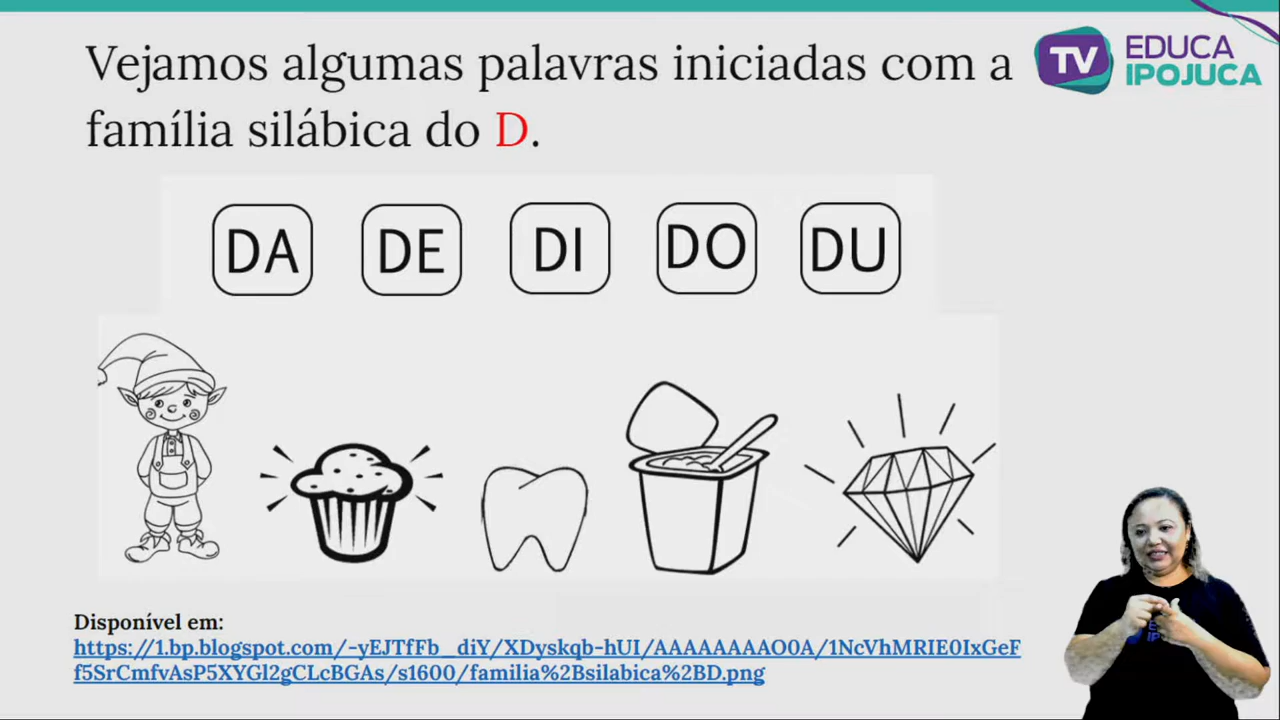 Vejamos algumas palavras iniciadas com a
família silábica do D.
TV EDUCA
IPOJUCA
DA DE DI DO DU
Disponível em:
https://1.bp.blogspot.com/-yEJTfFb_diY/XDyskqb-hUI/AAAAAAAAO0A/1NcVhMRIE0IxGeF
f5SrCmfvAsP5XYGl2gCLcBGAs/s1600/familia%2Bsilabica%2BD.png